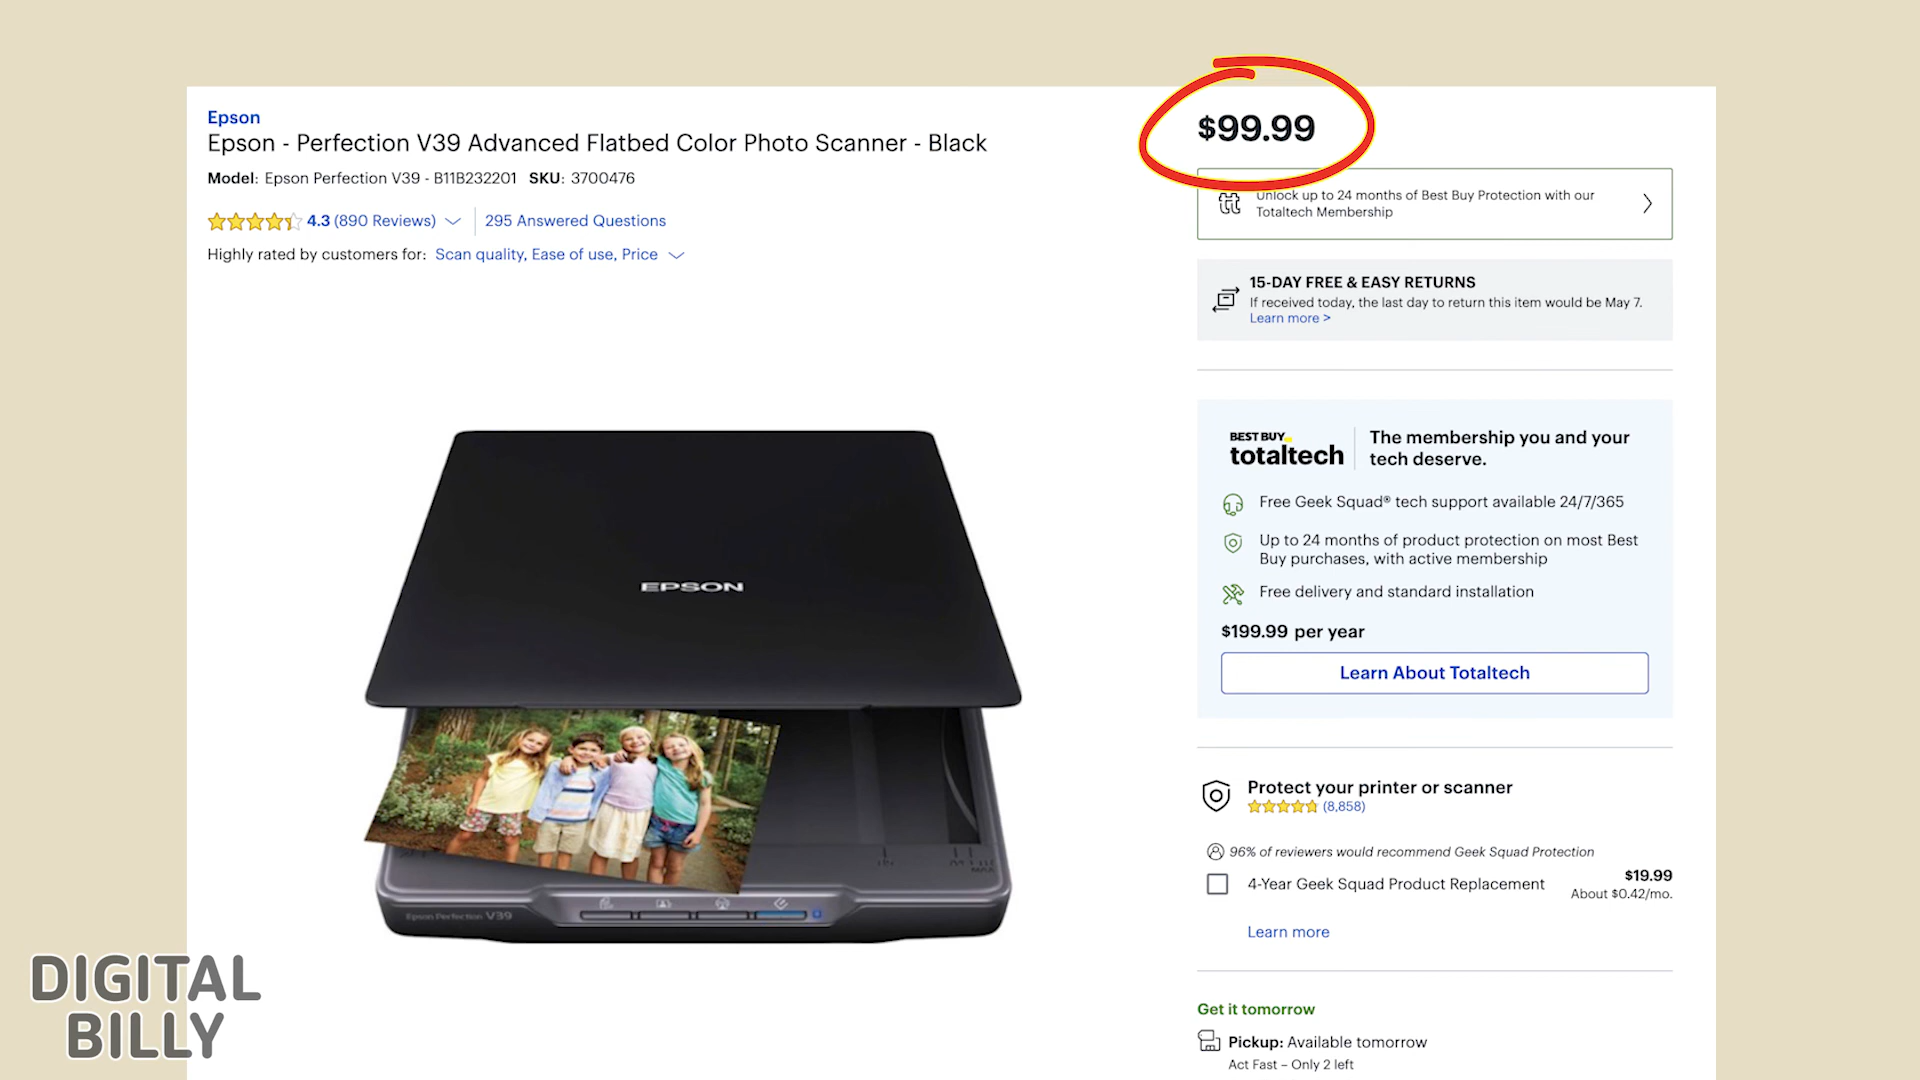 Epson
Epson - Perfection V39 Advanced Flatbed Color Photo Scanner - Black
Model: Epson Perfection V39 - B11B232201 SKU: 3700476
4.3 (890 Reviews) 295 Answered Questions
Highly rated by customers for: Scan quality, Ease of use, Price
EPSON
Epson Perfection V39
$99.99
Unlock up to 24 months of Best Buy Protection with our
Totaltech Membership
15-DAY FREE & EASY RETURNS
If received today, the last day to return this item would be May 7.
Learn more >
BEST BUY
totaltech
The membership you and your
tech deserve.
Free Geek Squad® tech support available 24/7/365
Up to 24 months of product protection on most Best
Buy purchases, with active membership
Free delivery and standard installation
$199.99 per year
Learn About Totaltech
Protect your printer or scanner
(8,858)
96% of reviewers would recommend Geek Squad Protection
4-Year Geek Squad Product Replacement
$19.99
About $0.42/mo.
Learn more
Get it tomorrow
Pickup: Available tomorrow
Act Fast – Only 2 left
DIGITAL
BILLY